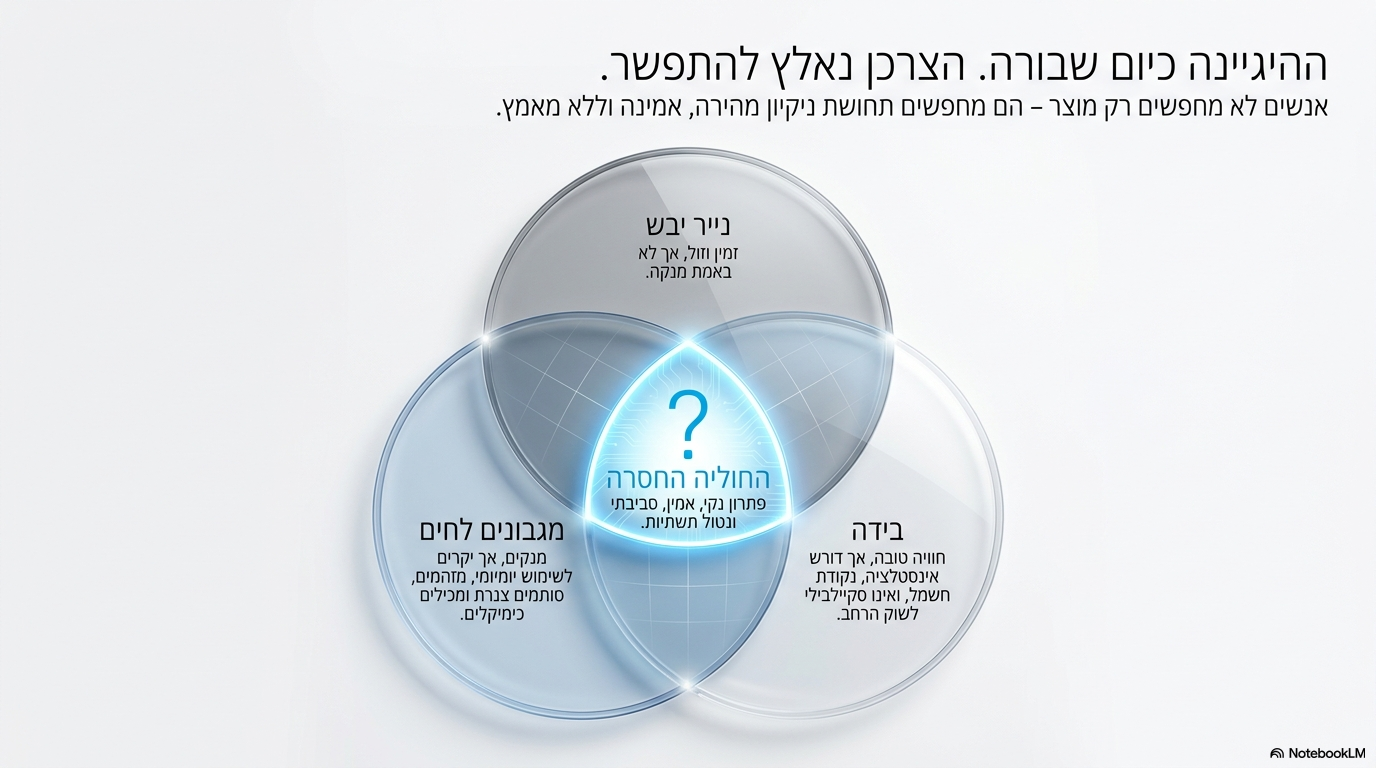 ההיגיינה כיום שבורה. הצרכן נאלץ להתפשר.
אנשים לא מחפשים רק מוצר – הם מחפשים תחושת ניקיון מהירה, אמינה וללא מאמץ.
נייר יבש
זמין וזול, אך לא
באמת מנקה.
?
החוליה החסרה
פתרון נקי, אמין, סביבתי
ונטול תשתיות.
בידה
חוויה טובה, אך דורש
אינסטלציה, נקודת
חשמל, ואינו סקיילבילי
לשוק הרחב.
מגבונים לחים
מנקים, אך יקרים
לשימוש יומיומי, מזהמים,
סותמים צנרת ומכילים
כימיקלים.
NotebookLM